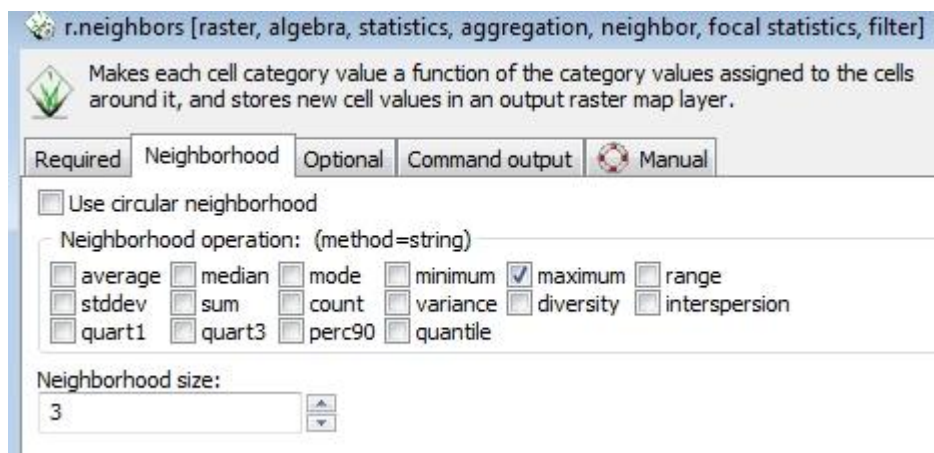 r.neighbors [raster, algebra, statistics, aggregation, neighbor, focal statistics, filter]
Makes each cell category value a function of the category values assigned to the cells
around it, and stores new cell values in an output raster map layer.
Required Neighborhood Optional Command output Manual
Use circular neighborhood
Neighborhood operation: (method=string)
average median mode minimum maximum range
stddev sum count variance diversity interspersion
quart1 quart3 perc90 quantile
Neighborhood size:
3